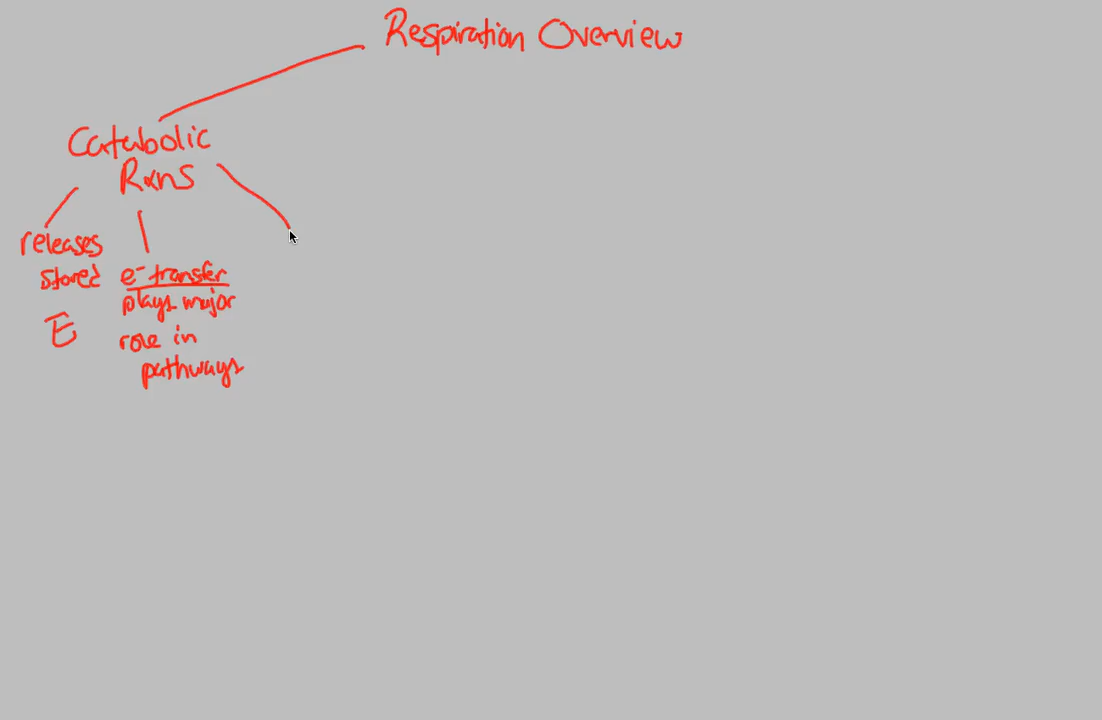 Respiration Overview
Catabolic
Rxns
releases
stored
E
e- transfer
plays major
role in
pathways